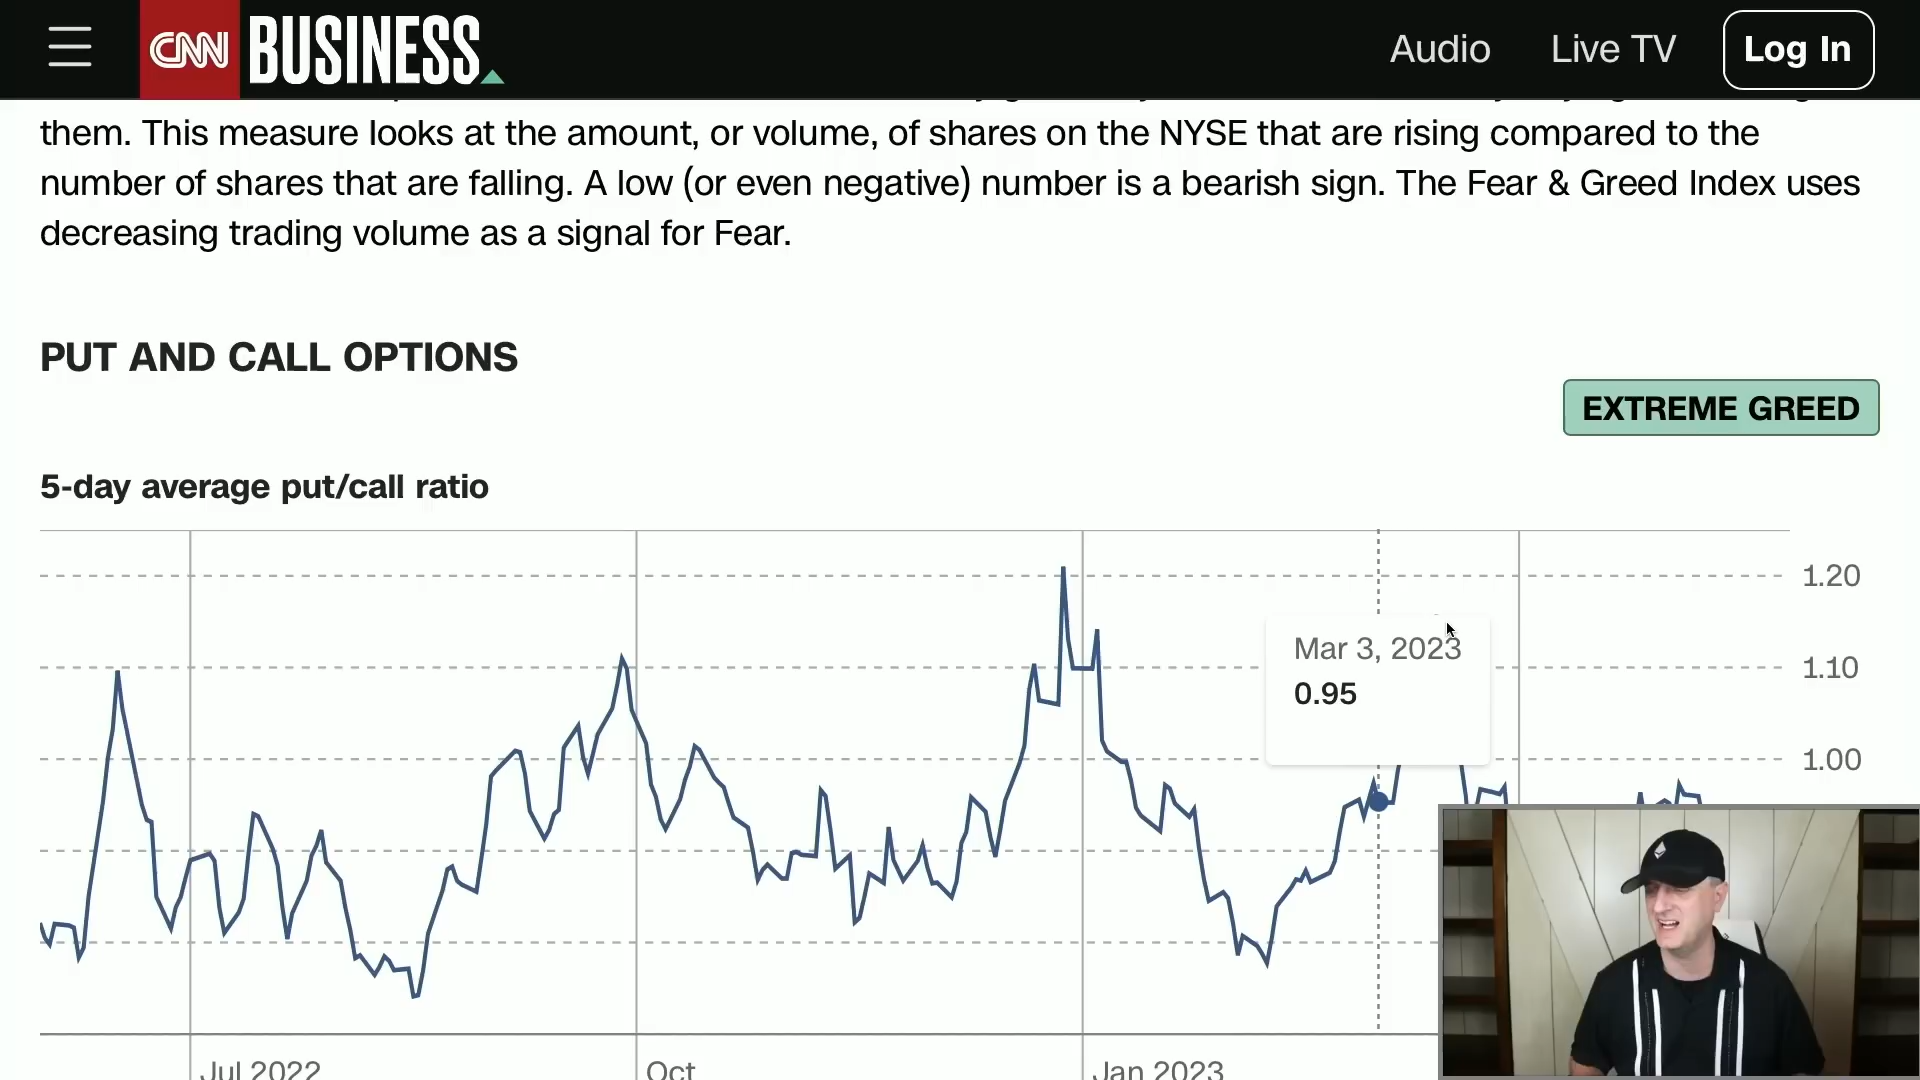 CNN BUSINESS
Audio
Live TV
Log In
them. This measure looks at the amount, or volume, of shares on the NYSE that are rising compared to the
number of shares that are falling. A low (or even negative) number is a bearish sign. The Fear & Greed Index uses
decreasing trading volume as a signal for Fear.
PUT AND CALL OPTIONS
EXTREME GREED
5-day average put/call ratio
1.20
Mar 3, 2023
1.10
0.95
1.00
Jul 2022
Oct
Jan 2023